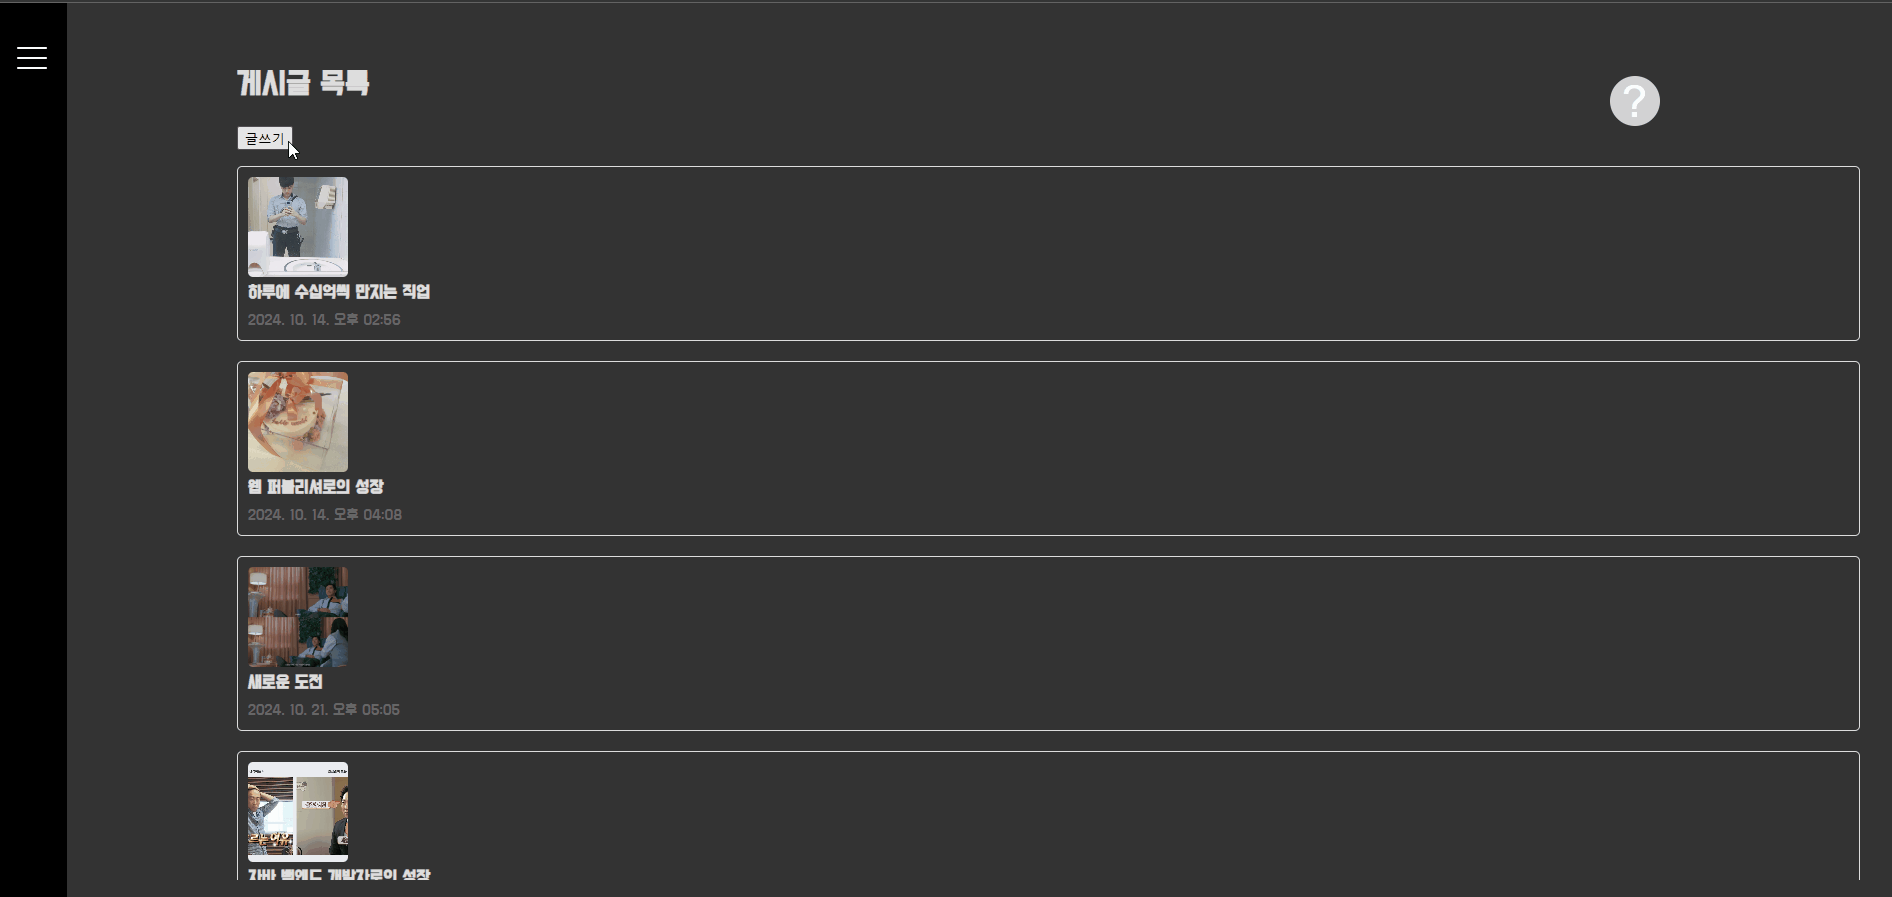 게시글 목록
?
글쓰기
하루에 수십억씩 만지는 직업
2024. 10. 14. 오후 02:56
웹 퍼블리셔로의 성장
2024. 10. 14. 오후 04:08
새로운 도전
2024. 10. 21. 오후 05:05
자바 백엔드 개발자로의 성장